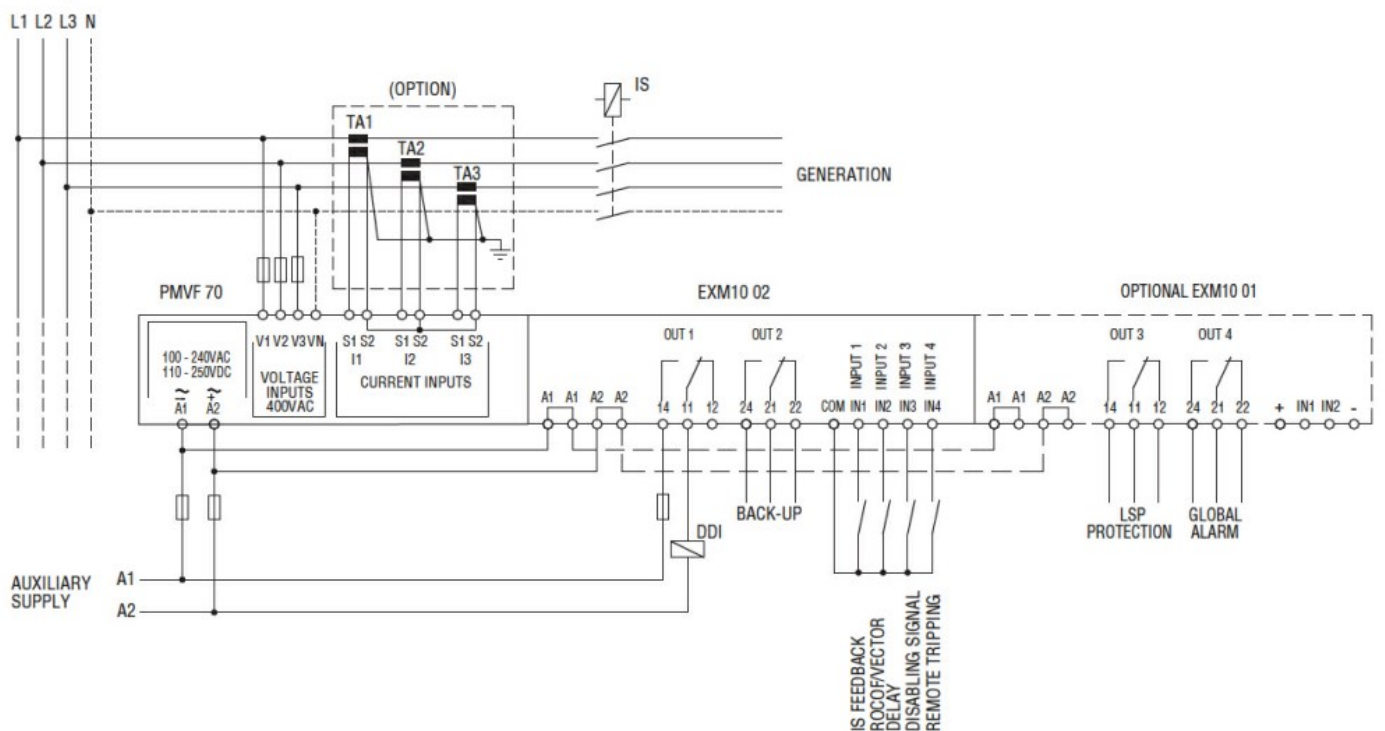 L1 L2 L3 N
(OPTION)
IS
TA1
TA2
TA3
GENERATION
PMVF 70
EXM10 02
OPTIONAL EXM10 01
100 - 240VAC
110 - 250VDC
~ ~
- +
A1 A2
V1 V2 V3 VN
VOLTAGE
INPUTS
400VAC
S1 S2 S1 S2 S1 S2
I1 I2 I3
CURRENT INPUTS
OUT 1
OUT 2
INPUT 1
INPUT 2
INPUT 3
INPUT 4
OUT 3
OUT 4
A1 A1 A2 A2
14 11 12
24 21 22
COM IN1 IN2 IN3 IN4
A1 A1 A2 A2
14 11 12
24 21 22
+ IN1 IN2 -
BACK-UP
DDI
LSP
PROTECTION
GLOBAL
ALARM
AUXILIARY
SUPPLY
A1
A2
IS FEEDBACK
ROCOF/VECTOR
DELAY
DISABLING SIGNAL
REMOTE TRIPPING